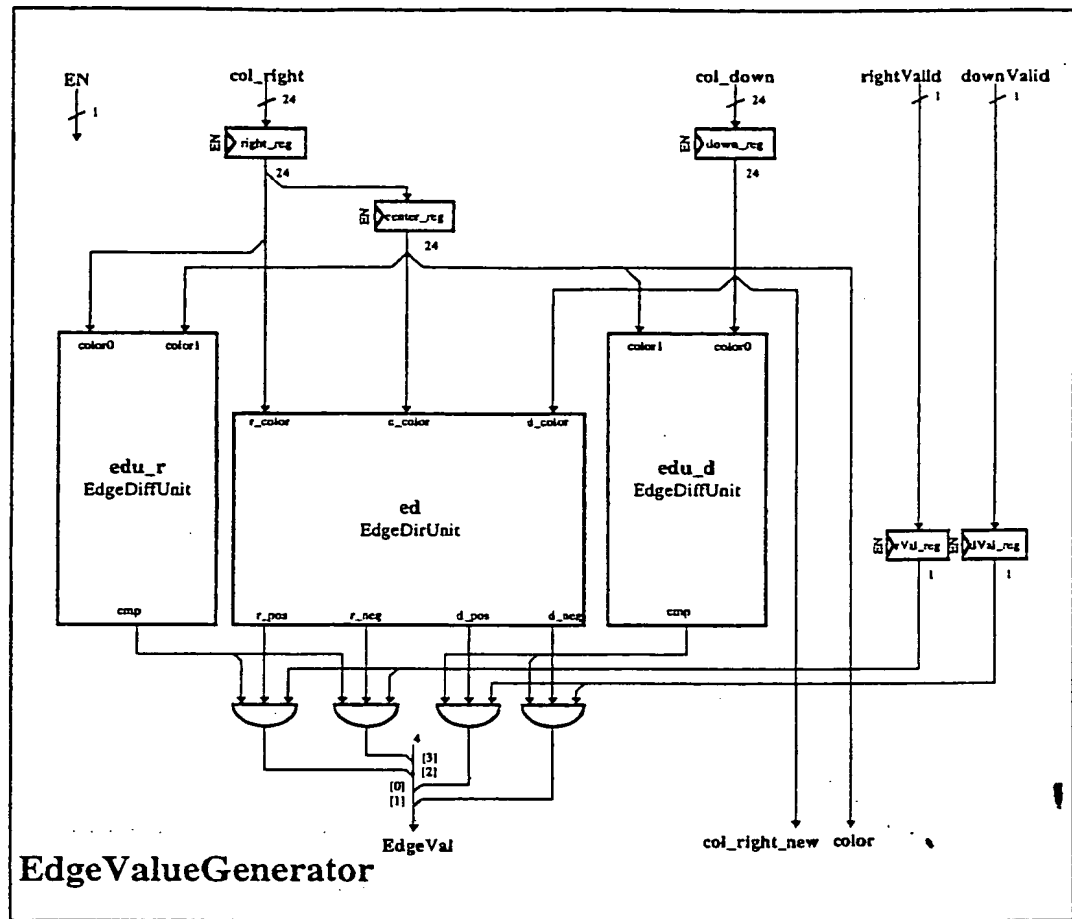 EN col_right col_down rightValid downValid
1 24 24 1 1
EN right_reg EN down_reg
24 24
EN center_reg
24
color0 color1 color1 color0
r_color c_color d_color
edu_r edu_d
EdgeDiffUnit EdgeDiffUnit
ed
EdgeDirUnit
EN rVal_reg EN dVal_reg
1 1
cmp r_pos r_neg d_pos d_neg cmp
4
[3]
[2]
[0]
[1]
EdgeVal col_right_new color
EdgeValueGenerator